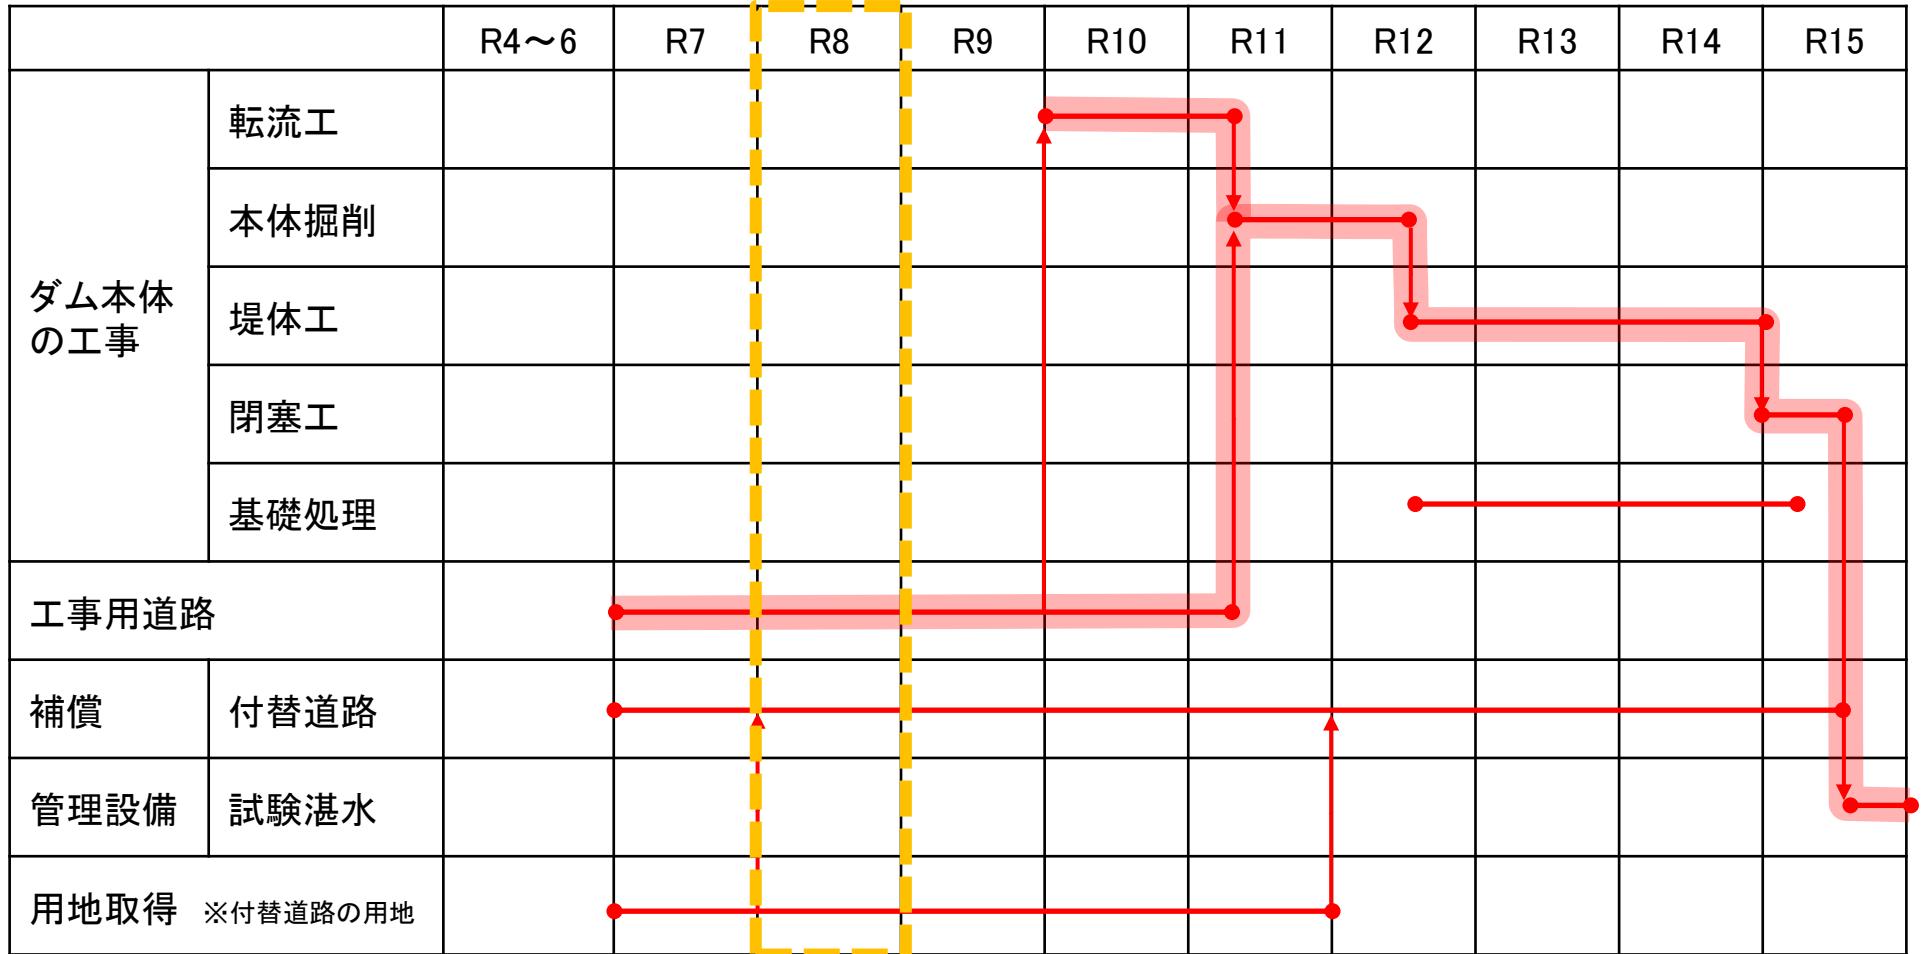 R4～6 R7 R8 R9 R10 R11 R12 R13 R14 R15
ダム本体
の工事
転流工
本体掘削
堤体工
閉塞工
基礎処理
工事用道路
補償 付替道路
管理設備 試験湛水
用地取得 ※付替道路の用地